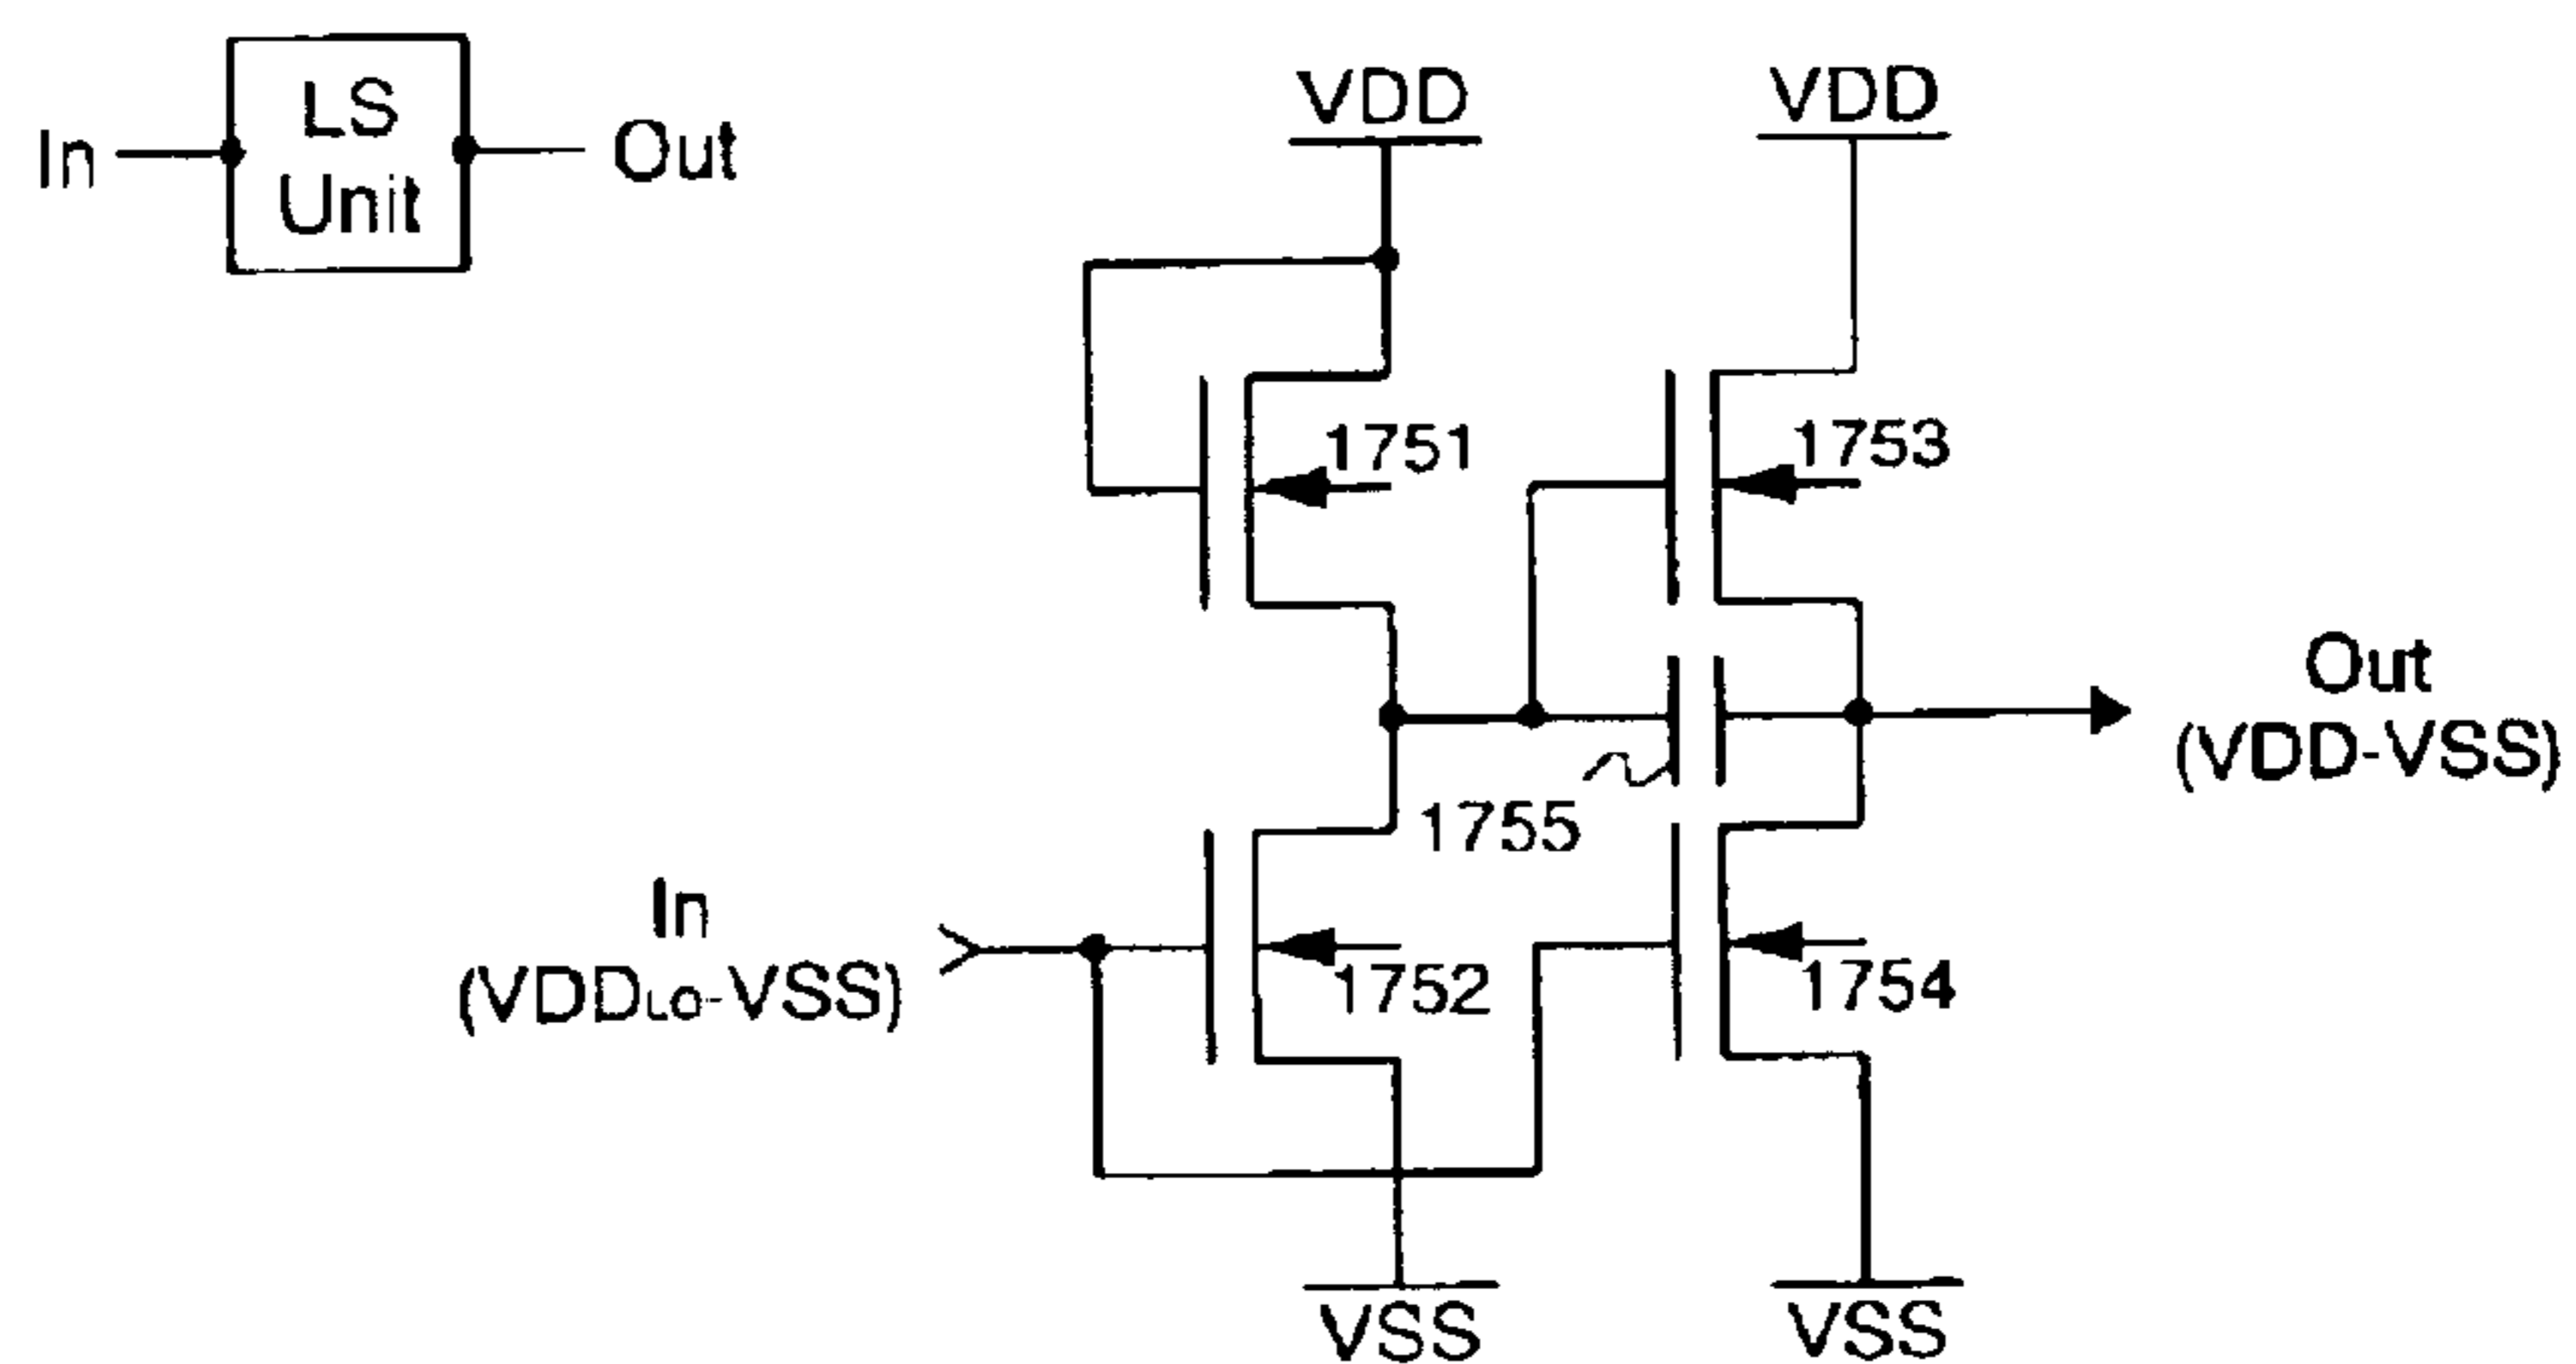 In
LS
Unit
Out
VDD
VDD
1751
1753
1755
Out
(VDD-VSS)
In
(VDDLO-VSS)
1752
1754
VSS
VSS